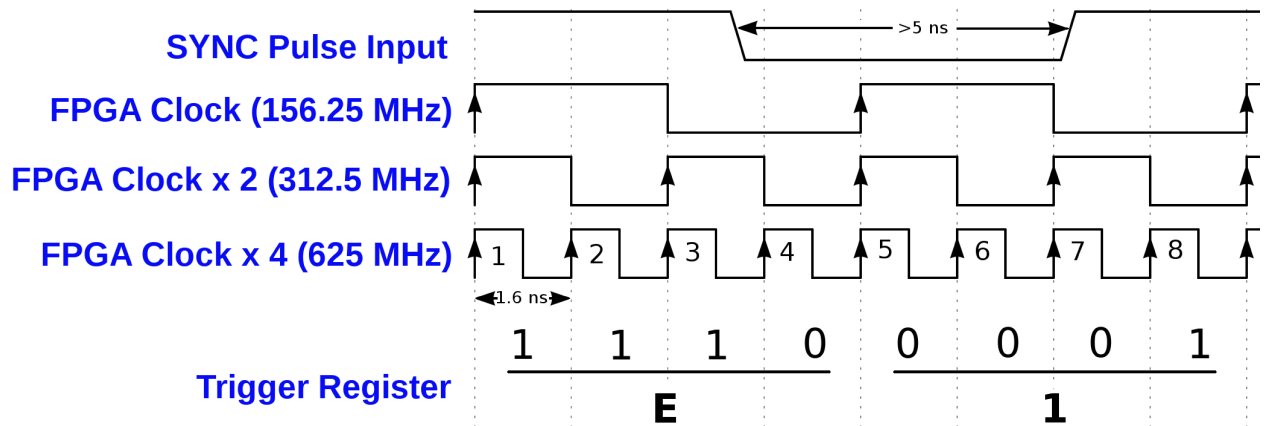 SYNC Pulse Input
>5 ns
FPGA Clock (156.25 MHz)
FPGA Clock x 2 (312.5 MHz)
FPGA Clock x 4 (625 MHz)
1 2 3 4 5 6 7 8
1.6 ns
1 1 1 0 0 0 0 1
Trigger Register
E 1